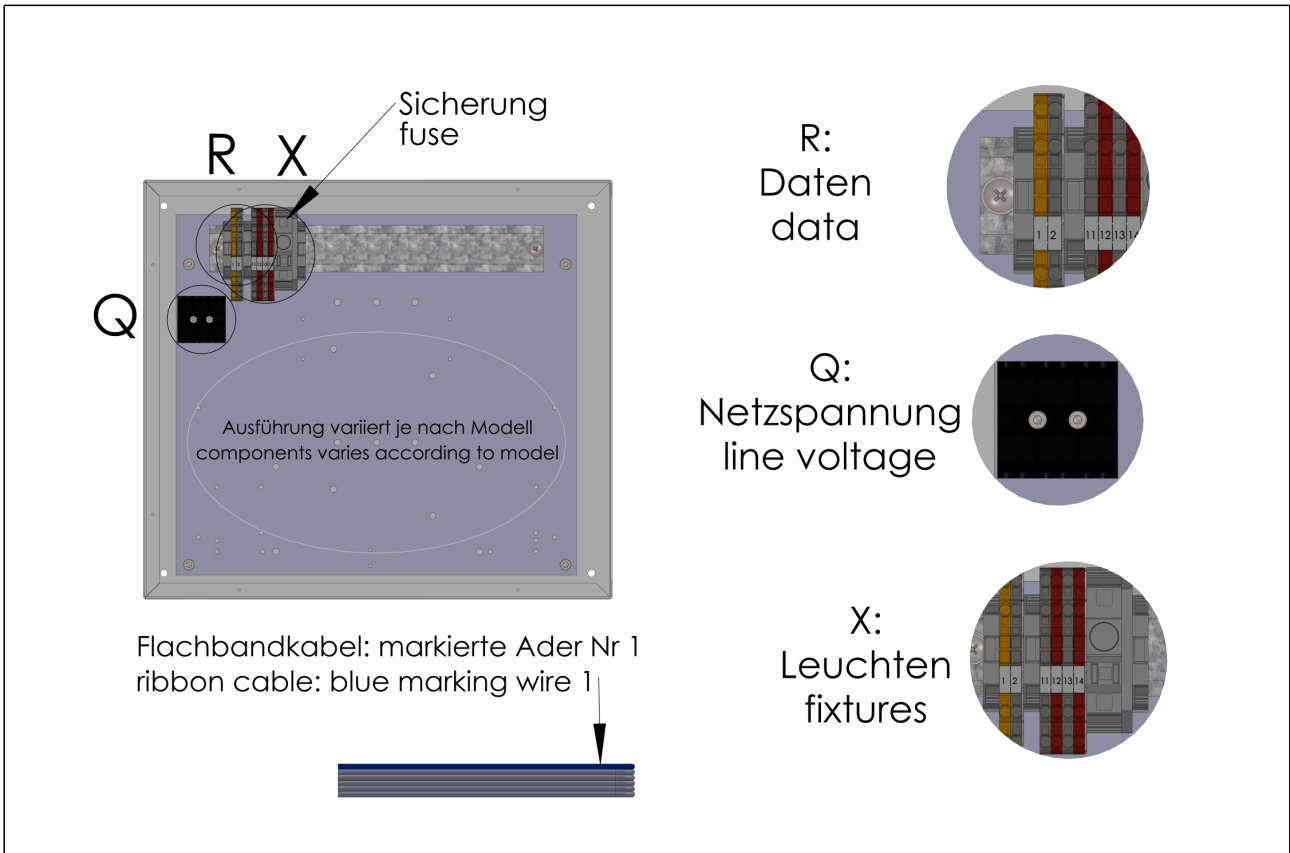 Sicherung
fuse
R X
Q
Ausführung variiert je nach Modell
components varies according to model
Flachbandkabel: markierte Ader Nr 1
ribbon cable: blue marking wire 1
R:
Daten
data
1 2 11 12 13 14
Q:
Netzspannung
line voltage
X:
Leuchten
fixtures
1 2 11 12 13 14